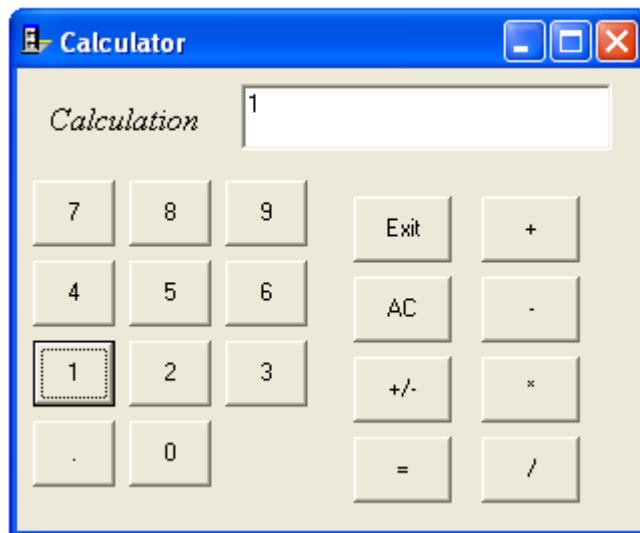 Calculator
Calculation 1
7 8 9 Exit +
4 5 6 AC -
1 2 3 +/- *
. 0 = /